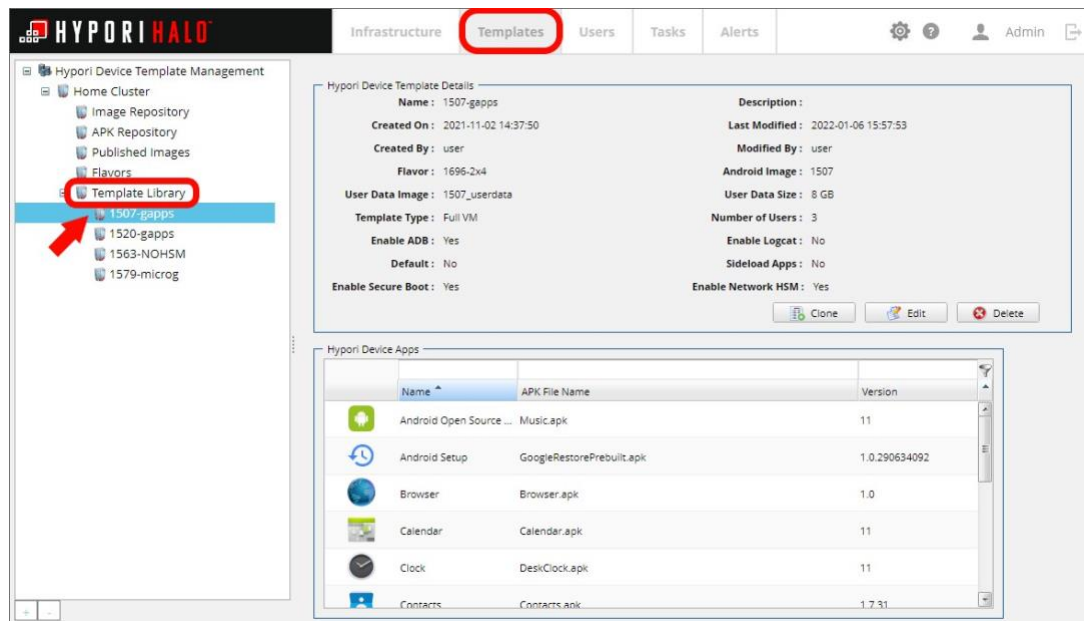 HYPORI HALO
Infrastructure Templates Users Tasks Alerts Admin
Hypori Device Template Management
Home Cluster
Image Repository
APK Repository
Published Images
Flavors
Template Library
1507-gapps
1520-gapps
1563-NOHSM
1579-microg
+ -
Hypori Device Template Details
Name : 1507-gapps Description :
Created On : 2021-11-02 14:37:50 Last Modified : 2022-01-06 15:57:53
Created By : user Modified By : user
Flavor : 1696-2x4 Android Image : 1507
User Data Image : 1507_userdata User Data Size : 8 GB
Template Type : Full VM Number of Users : 3
Enable ADB : Yes Enable Logcat : No
Default : No Sideload Apps : No
Enable Secure Boot : Yes Enable Network HSM : Yes
Clone Edit Delete
Hypori Device Apps
Name APK File Name Version
Android Open Source ... Music.apk 11
Android Setup GoogleRestorePrebuilt.apk 1.0.290634092
Browser Browser.apk 1.0
Calendar Calendar.apk 11
Clock DeskClock.apk 11
Contacts Contacts.apk 1.7.31